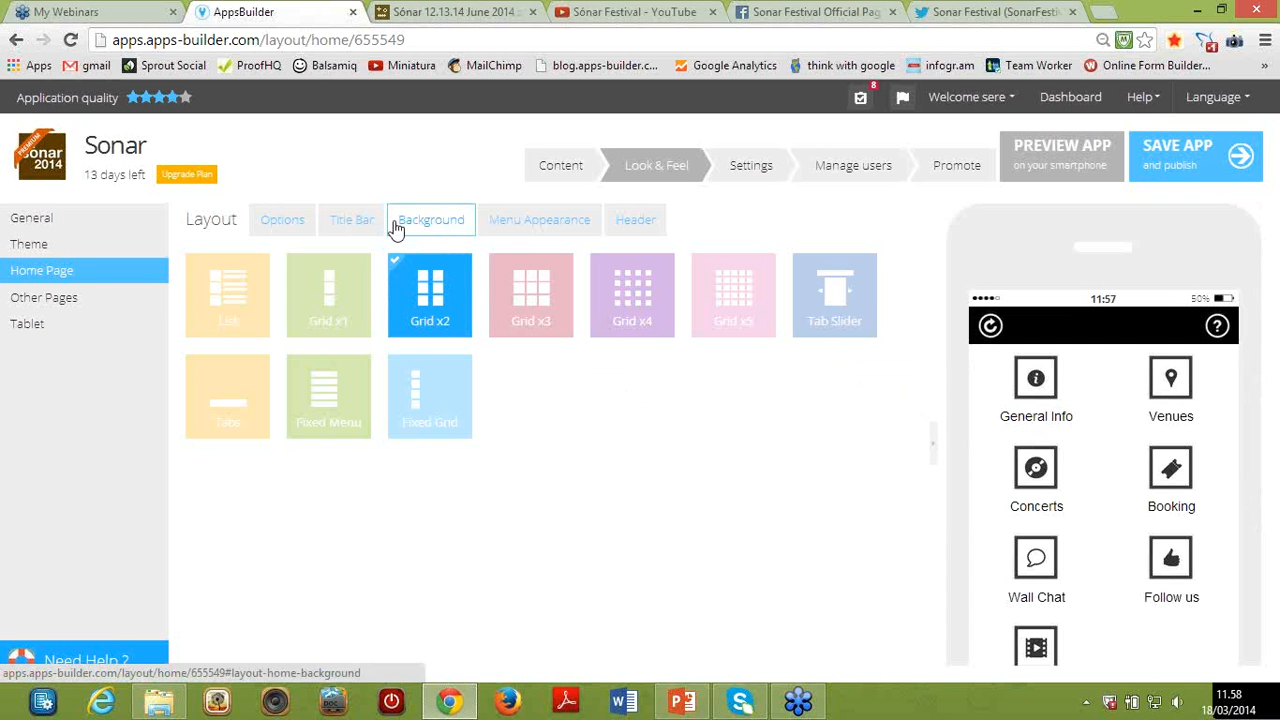 My Webinars
AppsBuilder
Sónar 12.13.14 June 2014
Sonar Festival - YouTube
Sonar Festival Official Pag
Sonar Festival (SonarFesti
apps.apps-builder.com/layout/home/655549
Apps
gmail
Sprout Social
ProofHQ
Balsamiq
Miniatura
MailChimp
blog.apps-builder.c...
Google Analytics
think with google
infogr.am
Team Worker
Online Form Builder...
»
Application quality
8
Welcome sere
Dashboard
Help
Language
PREMIUM
sonar
2014
Sonar
13 days left
Upgrade Plan
Content
Look & Feel
Settings
Manage users
Promote
PREVIEW APP
on your smartphone
SAVE APP
and publish
General
Theme
Home Page
Other Pages
Tablet
Layout
Options
Title Bar
Background
Menu Appearance
Header
List
Grid x1
Grid x2
Grid x3
Grid x4
Grid x5
Tab Slider
Tabs
Fixed Menu
Fixed Grid
11:57
50%
General Info
Venues
Concerts
Booking
Wall Chat
Follow us
Need Help ?
apps.apps-builder.com/layout/home/655549#layout-home-background
11.58
18/03/2014